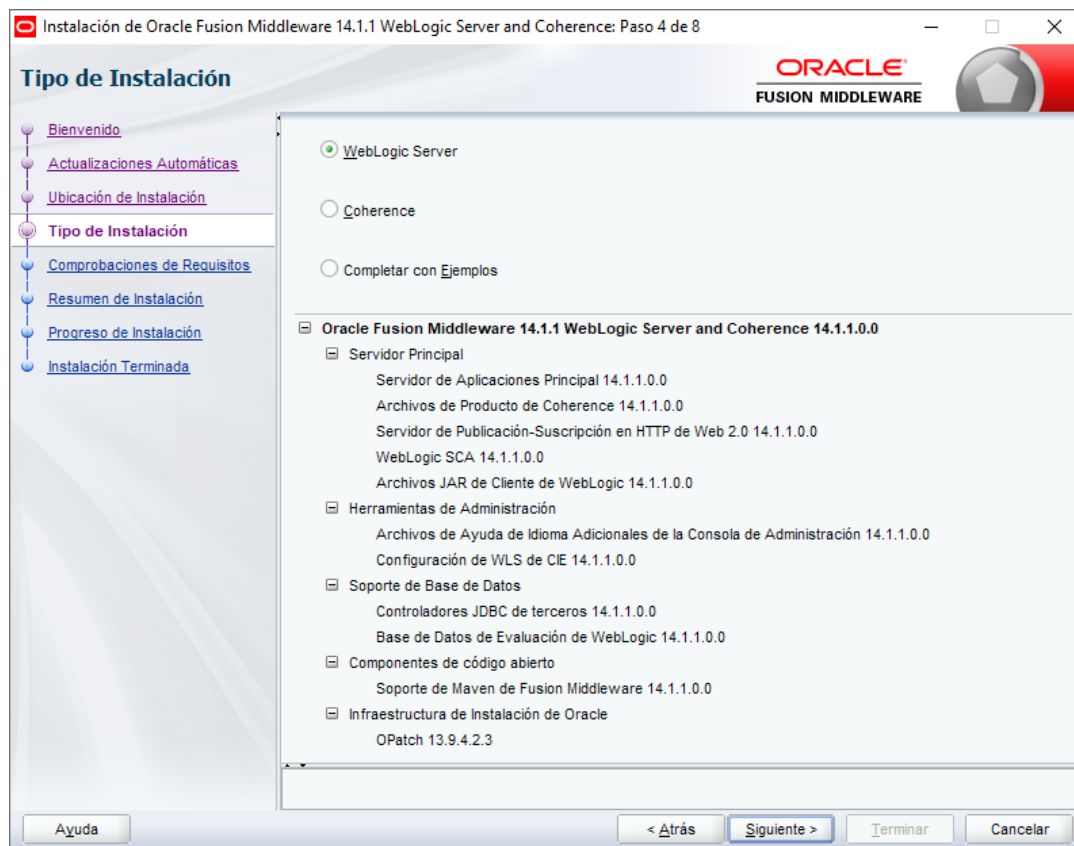 Instalación de Oracle Fusion Middleware 14.1.1 WebLogic Server and Coherence: Paso 4 de 8
Tipo de Instalación
ORACLE
FUSION MIDDLEWARE
Bienvenido
Actualizaciones Automáticas
Ubicación de Instalación
Tipo de Instalación
Comprobaciones de Requisitos
Resumen de Instalación
Progreso de Instalación
Instalación Terminada
WebLogic Server
Coherence
Completar con Ejemplos
Oracle Fusion Middleware 14.1.1 WebLogic Server and Coherence 14.1.1.0.0
Servidor Principal
Servidor de Aplicaciones Principal 14.1.1.0.0
Archivos de Producto de Coherence 14.1.1.0.0
Servidor de Publicación-Suscripción en HTTP de Web 2.0 14.1.1.0.0
WebLogic SCA 14.1.1.0.0
Archivos JAR de Cliente de WebLogic 14.1.1.0.0
Herramientas de Administración
Archivos de Ayuda de Idioma Adicionales de la Consola de Administración 14.1.1.0.0
Configuración de WLS de CIE 14.1.1.0.0
Soporte de Base de Datos
Controladores JDBC de terceros 14.1.1.0.0
Base de Datos de Evaluación de WebLogic 14.1.1.0.0
Componentes de código abierto
Soporte de Maven de Fusion Middleware 14.1.1.0.0
Infraestructura de Instalación de Oracle
OPatch 13.9.4.2.3
Ayuda
< Atrás
Siguiente >
Terminar
Cancelar